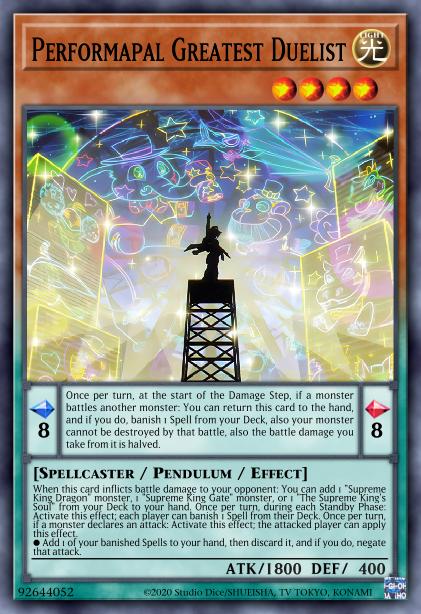 PERFORMAPAL GREATEST DUELIST
LIGHT
光
Once per turn, at the start of the Damage Step, if a monster
battles another monster: You can return this card to the hand,
and if you do, banish 1 Spell from your Deck, also your monster
cannot be destroyed by that battle, also the battle damage you
take from it is halved.
8
8
[SPELLCASTER / PENDULUM / EFFECT]
When this card inflicts battle damage to your opponent: You can add 1 "Supreme
King Dragon" monster, 1 "Supreme King Gate" monster, or 1 "The Supreme King's
Soul" from your Deck to your hand. Once per turn, during each Standby Phase:
Activate this effect; each player can banish 1 Spell from their Deck. Once per turn,
if a monster declares an attack: Activate this effect; the attacked player can apply
this effect.
● Add 1 of your banished Spells to your hand, then discard it, and if you do, negate
that attack.
ATK/1800 DEF/ 400
92644052
©2020 Studio Dice/SHUEISHA, TV TOKYO, KONAMI